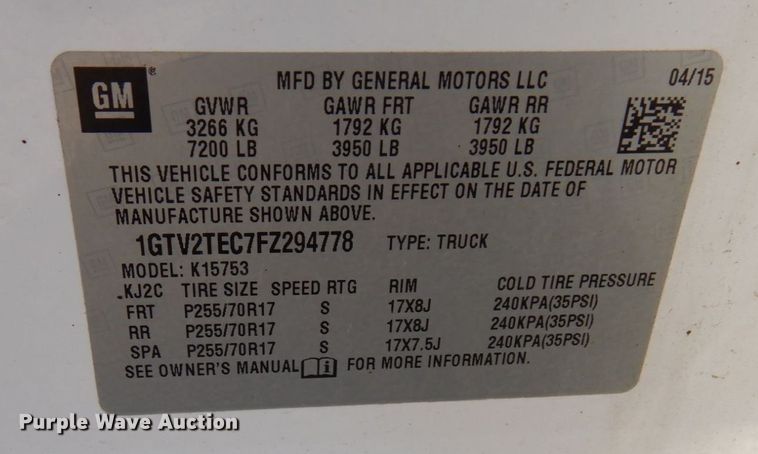 GM® MFD BY GENERAL MOTORS LLC 04/15
GVWR GAWR FRT GAWR RR
3266 KG 1792 KG 1792 KG
7200 LB 3950 LB 3950 LB
THIS VEHICLE CONFORMS TO ALL APPLICABLE U.S. FEDERAL MOTOR
VEHICLE SAFETY STANDARDS IN EFFECT ON THE DATE OF
MANUFACTURE SHOWN ABOVE.
1GTV2TEC7FZ294778 TYPE: TRUCK
MODEL: K15753
.KJ2C TIRE SIZE SPEED RTG RIM COLD TIRE PRESSURE
FRT P255/70R17 S 17X8J 240KPA(35PSI)
RR P255/70R17 S 17X8J 240KPA(35PSI)
SPA P255/70R17 S 17X7.5J 240KPA(35PSI)
SEE OWNER'S MANUAL i FOR MORE INFORMATION.
Purple Wave Auction